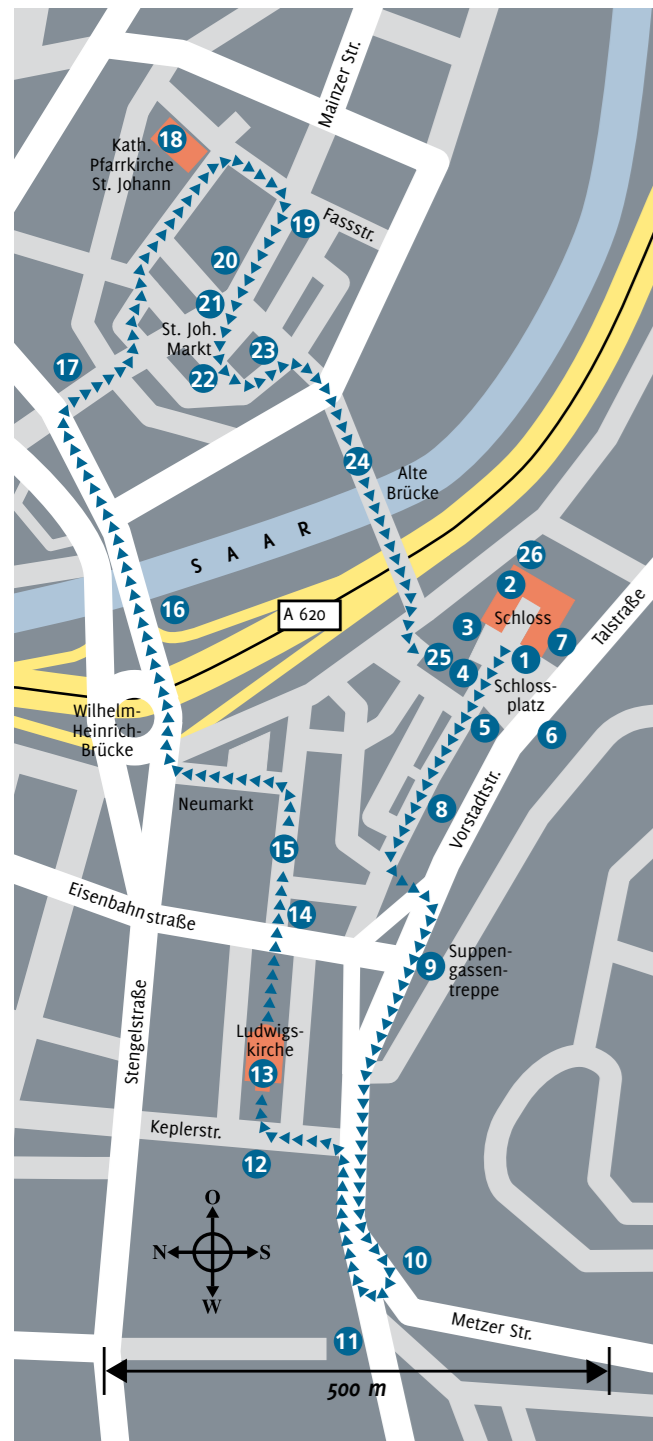 Mainzer Str.
18
Kath.
Pfarrkirche
St. Johann
19
Fassstr.
20
21
St. Joh.
Markt
23
17
22
24
Alte
Brücke
SAAR
26
2
16
A 620
3
Schloss
7
Talstraße
25
4
1
Schloss-
platz
Wilhelm-
Heinrich-
Brücke
5
6
Neumarkt
8
Vorstadtstr.
15
Eisenbahnstraße
14
9
Suppen-
gassen-
treppe
Stengelstraße
Ludwigs-
kirche
13
Keplerstr.
12
O
N
S
W
10
Metzer Str.
11
500 m